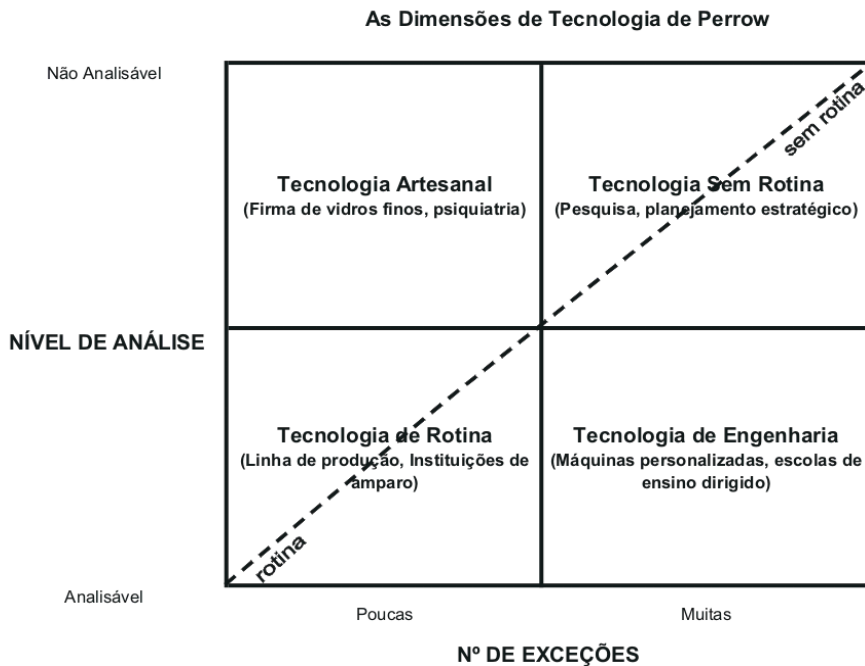 As Dimensões de Tecnologia de Perrow
Não Analisável
sem rotina
Tecnologia Artesanal
(Firma de vidros finos, psiquiatria)
Tecnologia Sem Rotina
(Pesquisa, planejamento estratégico)
NÍVEL DE ANÁLISE
Tecnologia de Rotina
(Linha de produção, Instituições de
amparo)
Tecnologia de Engenharia
(Máquinas personalizadas, escolas de
ensino dirigido)
rotina
Analisável
Poucas
Muitas
Nº DE EXCEÇÕES